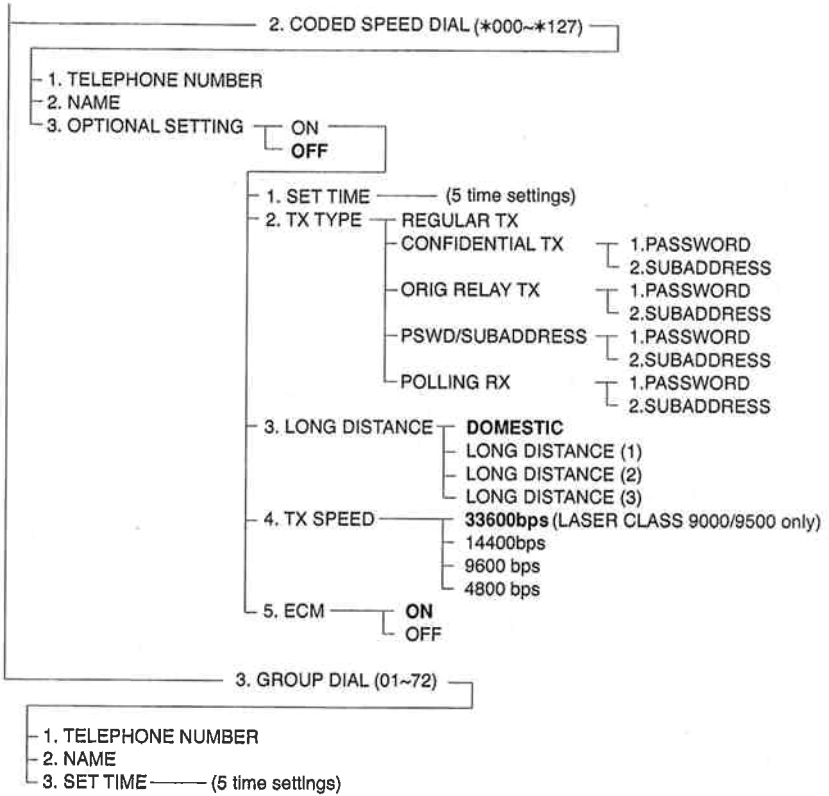 2. CODED SPEED DIAL (∗000~∗127)
1. TELEPHONE NUMBER
2. NAME
3. OPTIONAL SETTING ON
OFF
1. SET TIME (5 time settings)
2. TX TYPE REGULAR TX
CONFIDENTIAL TX 1.PASSWORD
2.SUBADDRESS
ORIG RELAY TX 1.PASSWORD
2.SUBADDRESS
PSWD/SUBADDRESS 1.PASSWORD
2.SUBADDRESS
POLLING RX 1.PASSWORD
2.SUBADDRESS
3. LONG DISTANCE DOMESTIC
LONG DISTANCE (1)
LONG DISTANCE (2)
LONG DISTANCE (3)
4. TX SPEED 33600bps (LASER CLASS 9000/9500 only)
14400bps
9600 bps
4800 bps
5. ECM ON
OFF
3. GROUP DIAL (01~72)
1. TELEPHONE NUMBER
2. NAME
3. SET TIME (5 time settings)